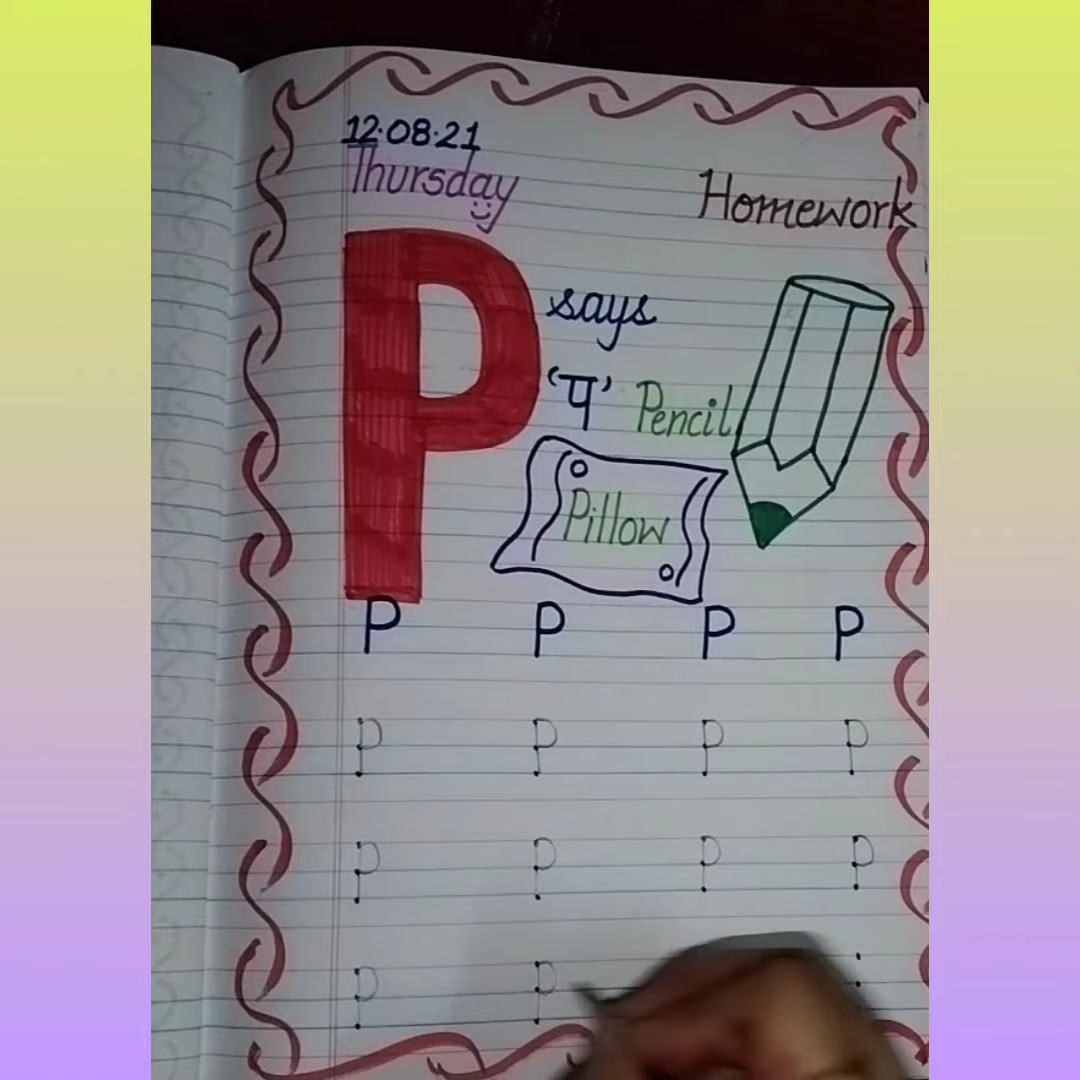 12.08.21
Thursday
Homework
P says
'प' Pencil
Pillow
P P P P
P P P P
P P P P
P P